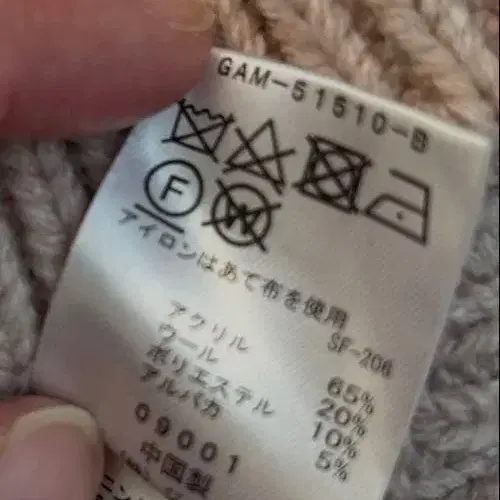 GAM-51510-B
F
W
アイロンはあて布を使用
SF-206
アクリル 65%
ウール 20%
ポリエステル 10%
アルパカ 5%
09001
中国製